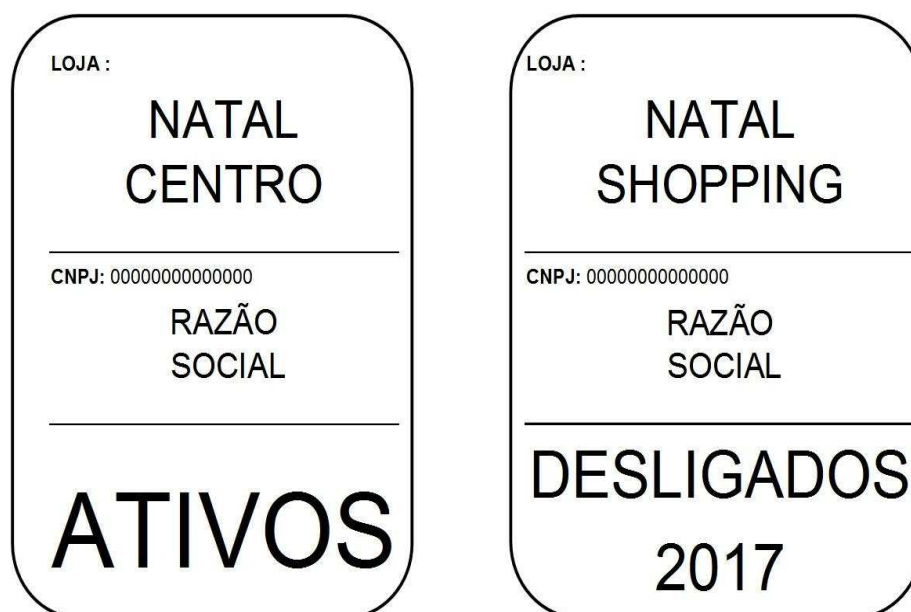 LOJA :
NATAL
CENTRO
CNPJ: 00000000000000
RAZÃO
SOCIAL
ATIVOS
LOJA :
NATAL
SHOPPING
CNPJ: 00000000000000
RAZÃO
SOCIAL
DESLIGADOS
2017